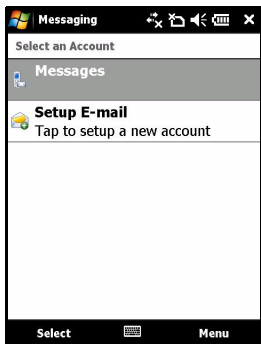 Messaging
Select an Account
Messages
Setup E-mail
Tap to setup a new account
Select Menu